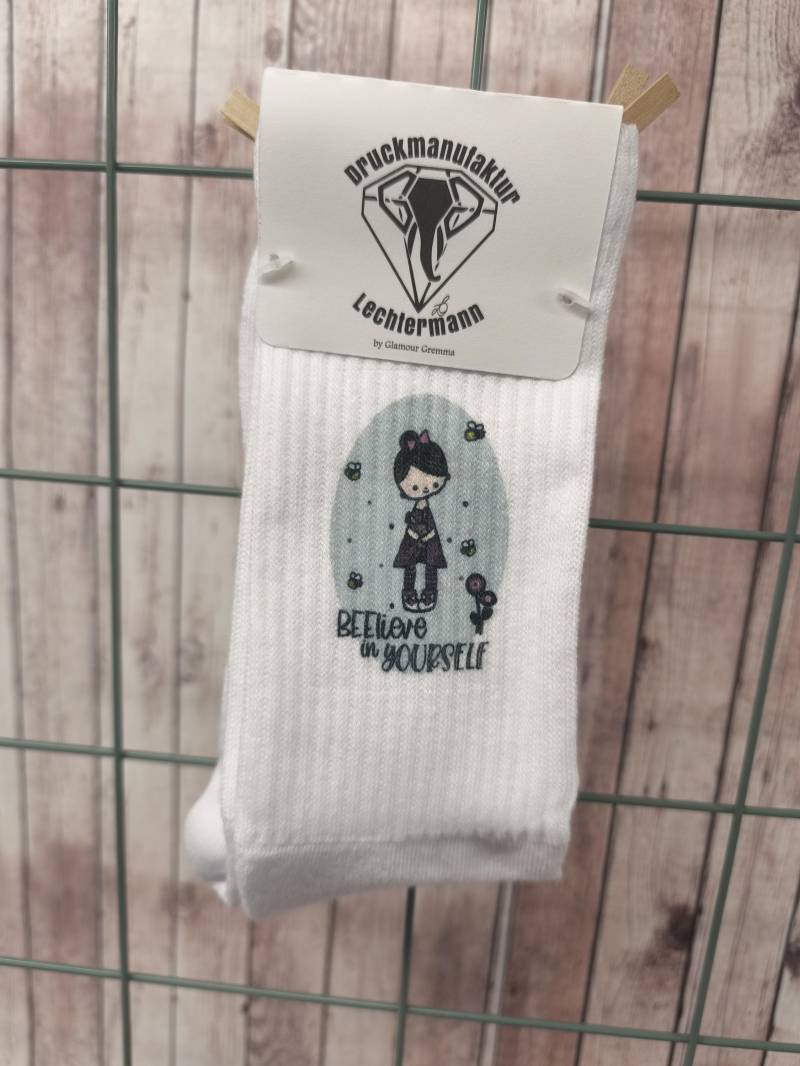 Druckmanufaktur
Lechtermann
by Glamour Gremma
BEElieve
in YOURSELF